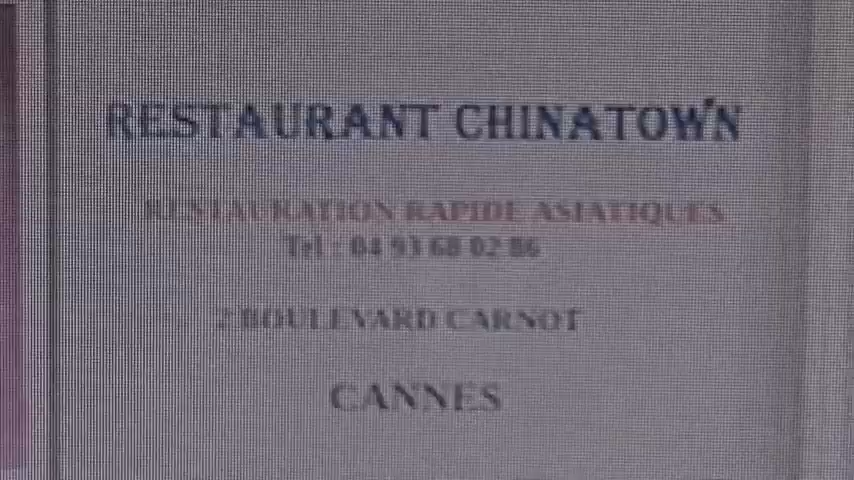 RESTAURANT CHINATOWN
RESTAURATION RAPIDE ASIATIQUES
Tel : 04 93 68 02 86
2 BOULEVARD CARNOT
CANNES